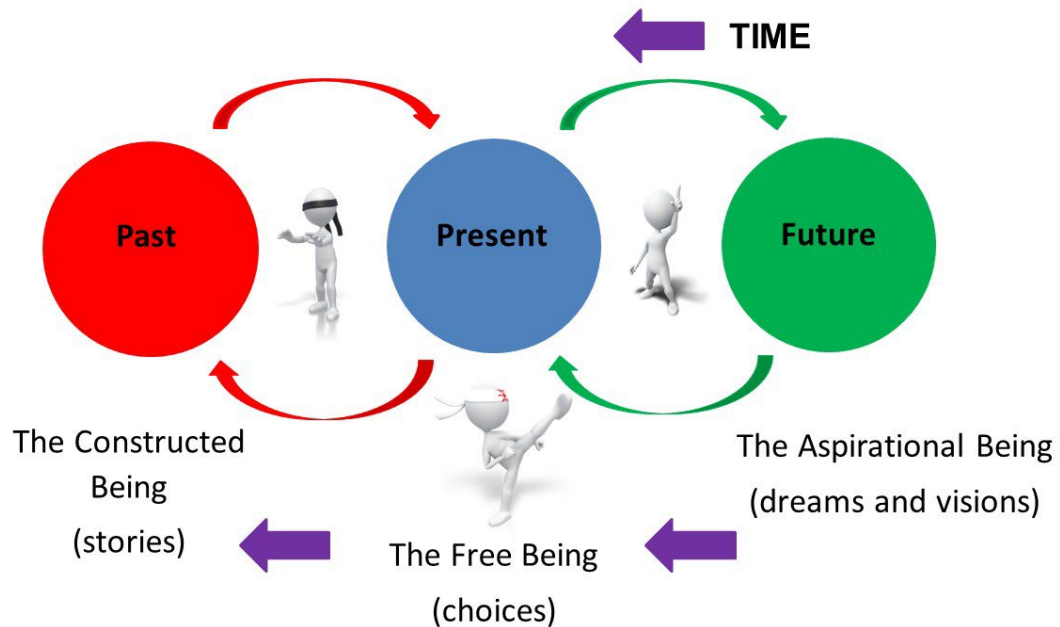 TIME
Past
Present
Future
The Constructed
Being
(stories)
The Free Being
(choices)
The Aspirational Being
(dreams and visions)